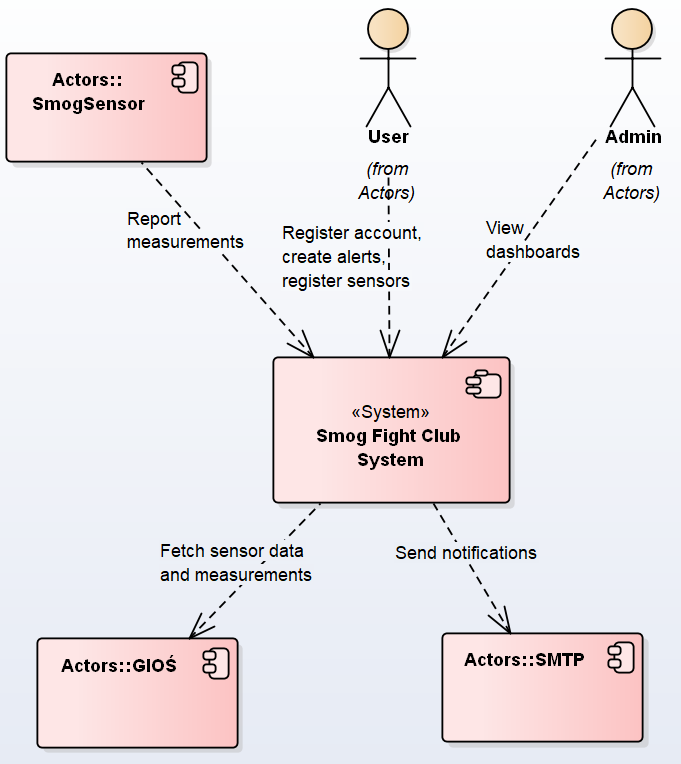 Actors::
SmogSensor
User
(from
Actors)
Admin
(from
Actors)
Report
measurements
Register account,
create alerts,
register sensors
View
dashboards
«System»
Smog Fight Club
System
Fetch sensor data
and measurements
Send notifications
Actors::GIOŚ
Actors::SMTP